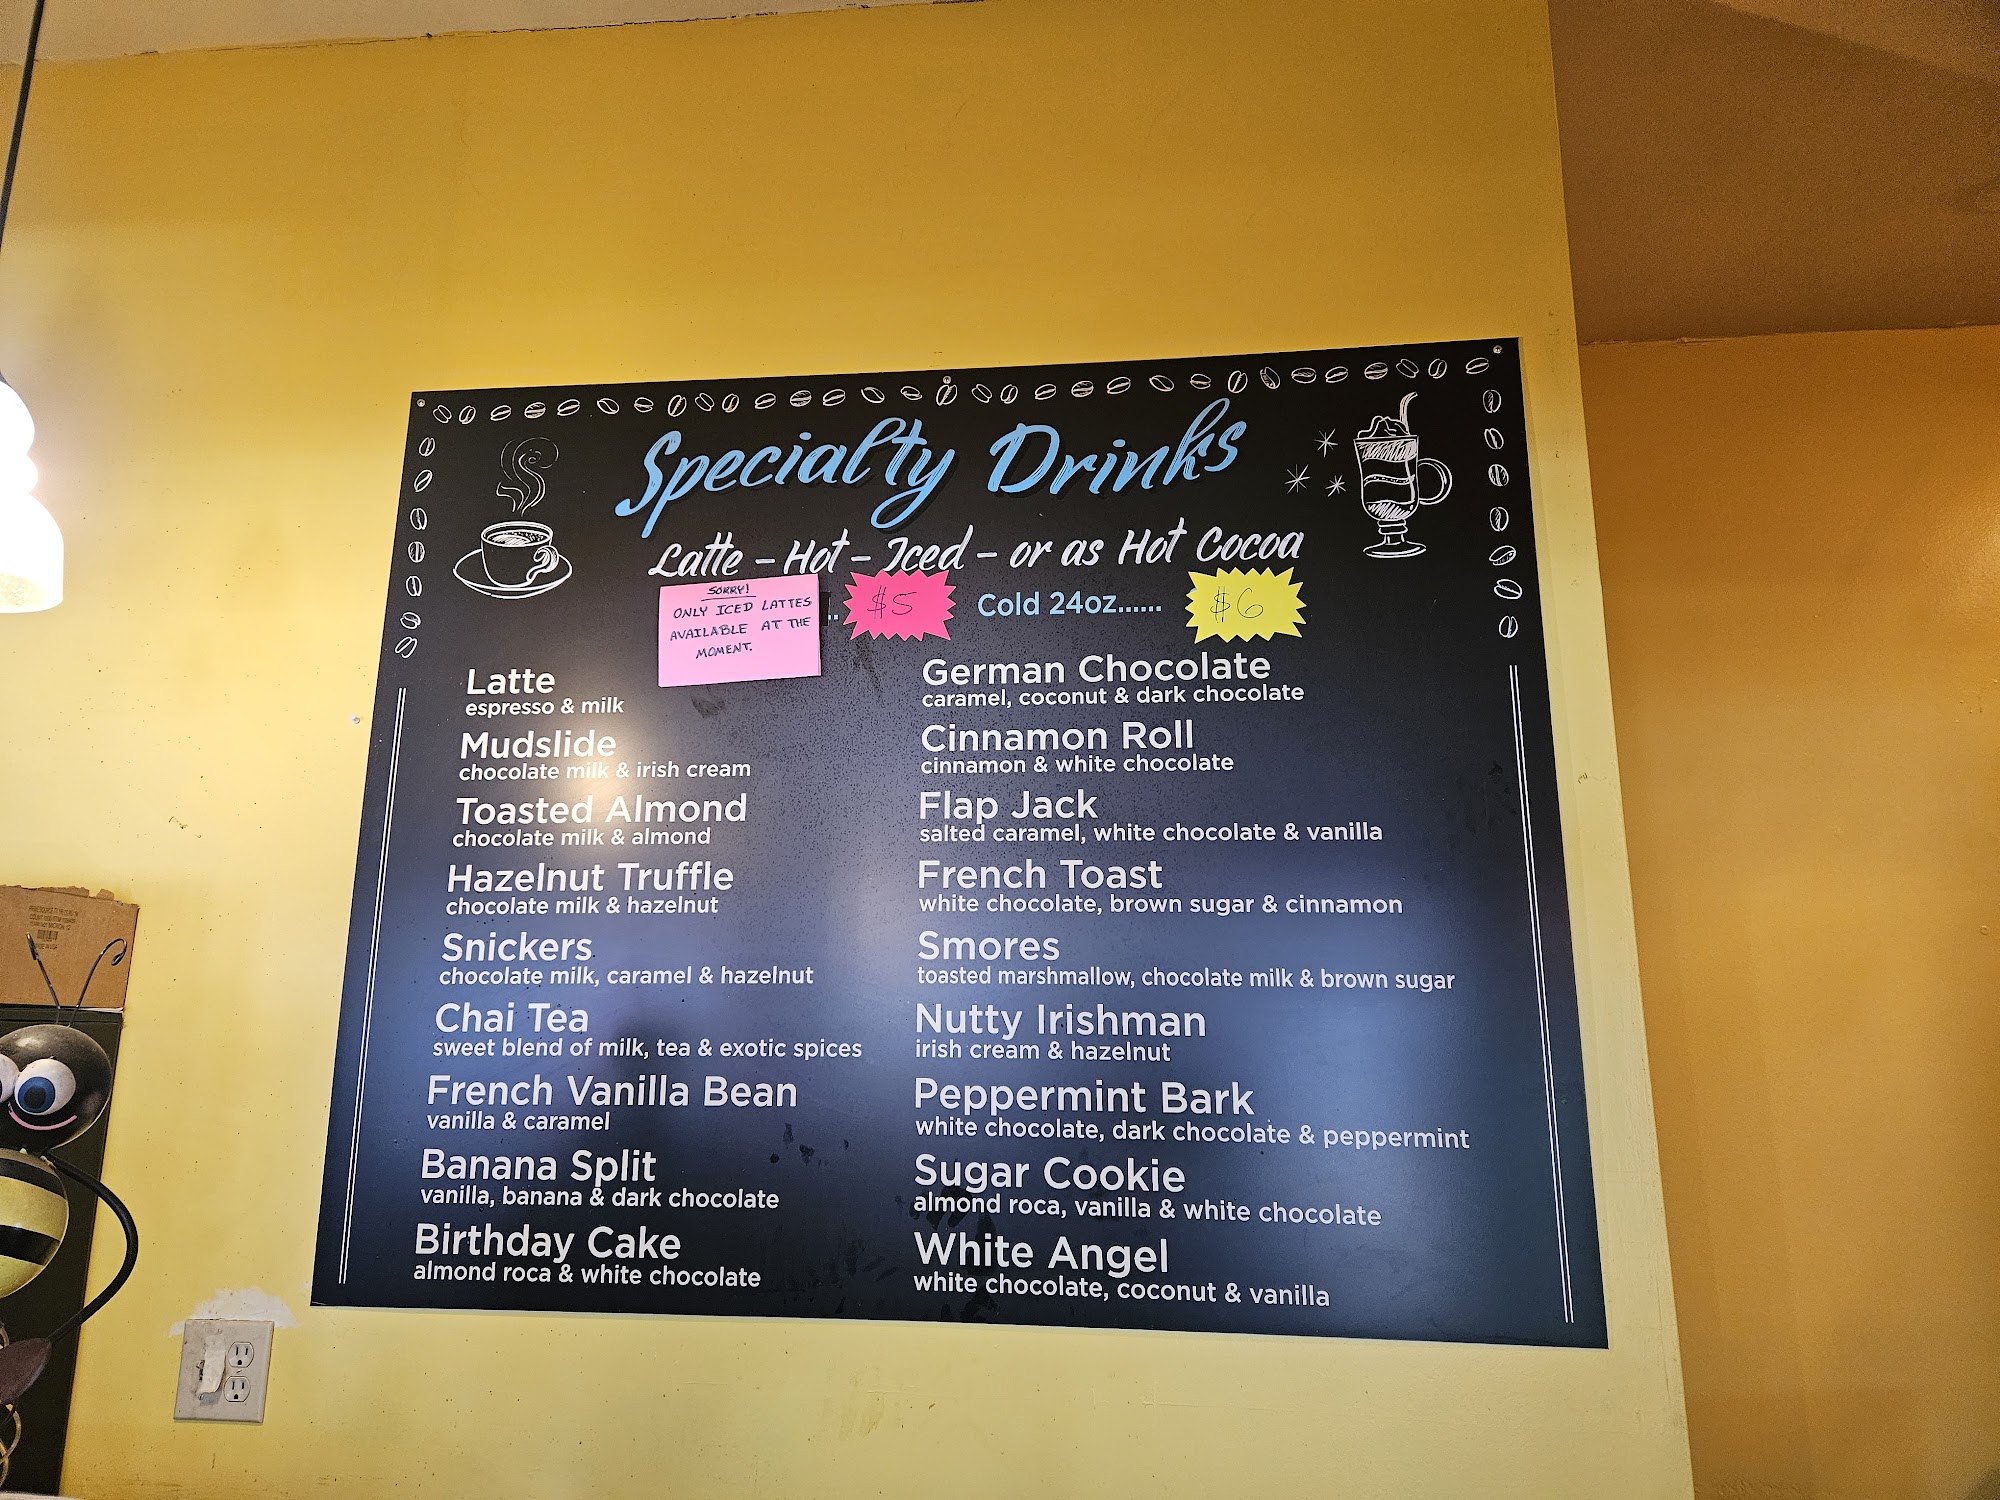 Specialty Drinks
Latte - Hot - Iced - or as Hot Cocoa
SORRY!
ONLY ICED LATTES
AVAILABLE AT THE
MOMENT.
.. $5 Cold 24oz...... $6
Latte
espresso & milk
Mudslide
chocolate milk & irish cream
Toasted Almond
chocolate milk & almond
Hazelnut Truffle
chocolate milk & hazelnut
Snickers
chocolate milk, caramel & hazelnut
Chai Tea
sweet blend of milk, tea & exotic spices
French Vanilla Bean
vanilla & caramel
Banana Split
vanilla, banana & dark chocolate
Birthday Cake
almond roca & white chocolate
German Chocolate
caramel, coconut & dark chocolate
Cinnamon Roll
cinnamon & white chocolate
Flap Jack
salted caramel, white chocolate & vanilla
French Toast
white chocolate, brown sugar & cinnamon
Smores
toasted marshmallow, chocolate milk & brown sugar
Nutty Irishman
irish cream & hazelnut
Peppermint Bark
white chocolate, dark chocolate & peppermint
Sugar Cookie
almond roca, vanilla & white chocolate
White Angel
white chocolate, coconut & vanilla